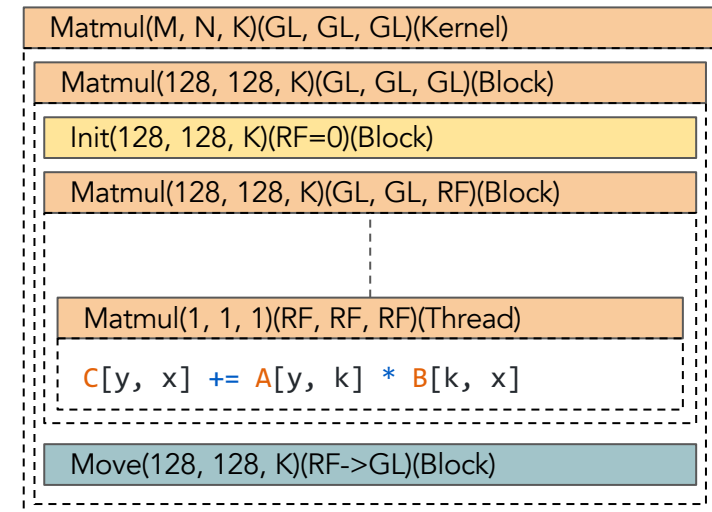 Matmul(M, N, K)(GL, GL, GL)(Kernel)
Matmul(128, 128, K)(GL, GL, GL)(Block)
Init(128, 128, K)(RF=0)(Block)
Matmul(128, 128, K)(GL, GL, RF)(Block)
Matmul(1, 1, 1)(RF, RF, RF)(Thread)
C[y, x] += A[y, k] * B[k, x]
Move(128, 128, K)(RF->GL)(Block)